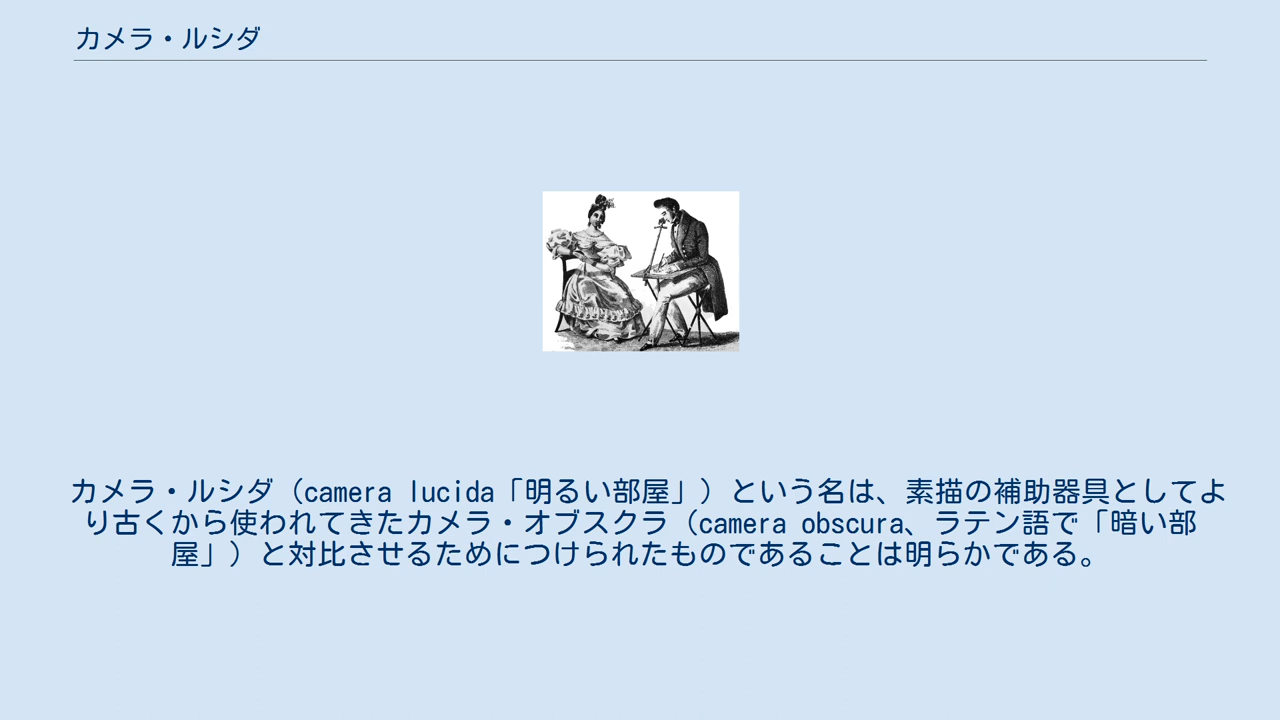 カメラ・ルシダ
カメラ・ルシダ（camera lucida「明るい部屋」）という名は、素描の補助器具としてよ
り古くから使われてきたカメラ・オブスクラ（camera obscura、ラテン語で「暗い部
屋」）と対比させるためにつけられたものであることは明らかである。